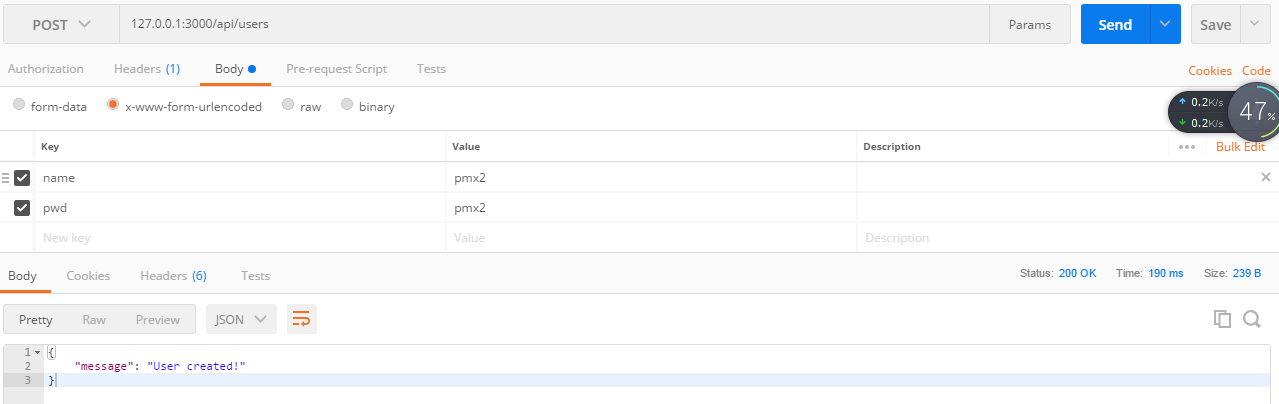 POST 127.0.0.1:3000/api/users Params Send Save
Authorization Headers (1) Body Pre-request Script Tests Cookies Code
form-data x-www-form-urlencoded raw binary
0.2K/s
0.2K/s
47%
Key Value Description Bulk Edit
name pmx2
pwd pmx2
New key Value Description
Body Cookies Headers (6) Tests Status: 200 OK Time: 190 ms Size: 239 B
Pretty Raw Preview JSON
1 {
2 "message": "User created!"
3 }